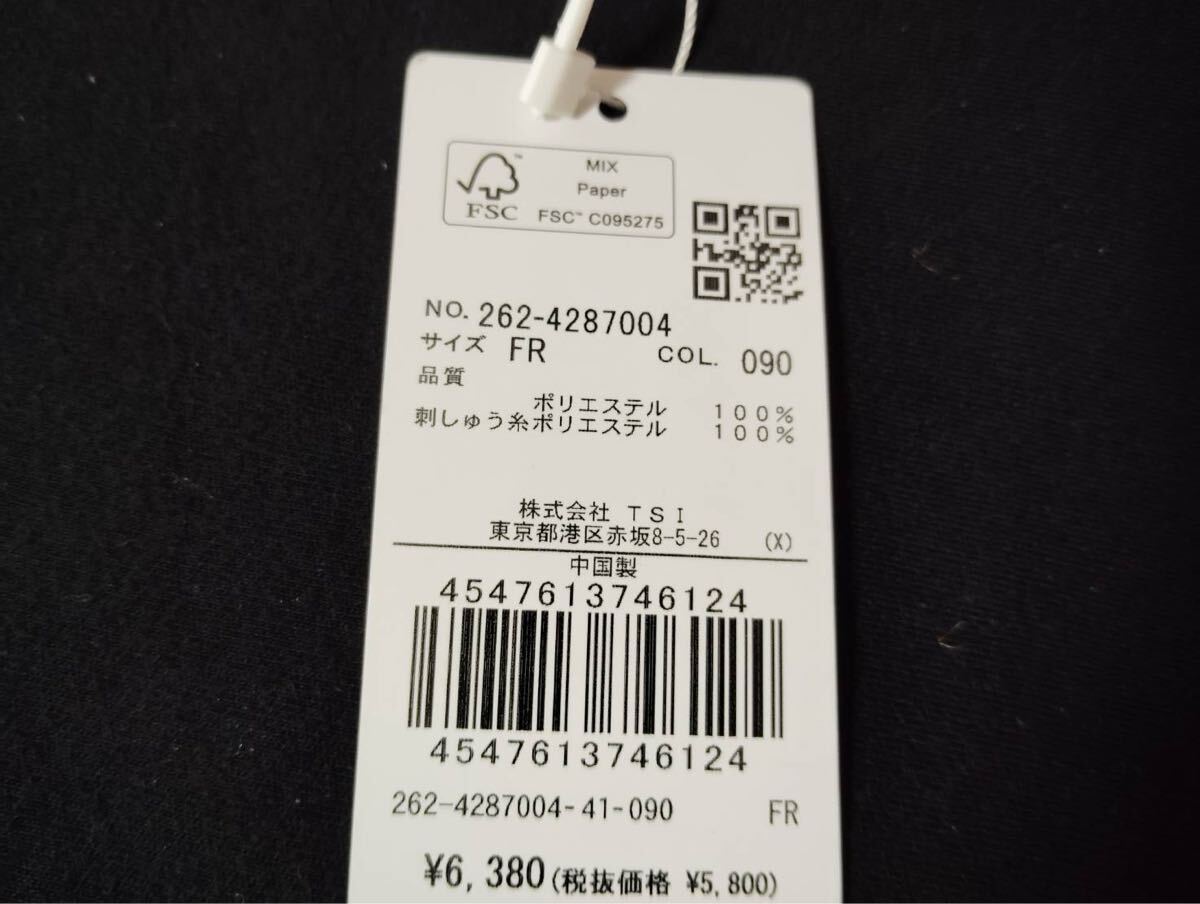 MIX
Paper
FSC™ C095275
FSC
NO. 262-4287004
サイズ FR COL. 090
品質
ポリエステル 100%
刺しゅう糸ポリエステル 100%
株式会社 TSI
東京都港区赤坂8-5-26 (X)
中国製
4547613746124
4547613746124
262-4287004-41-090 FR
¥6,380(税抜価格 ¥5,800)